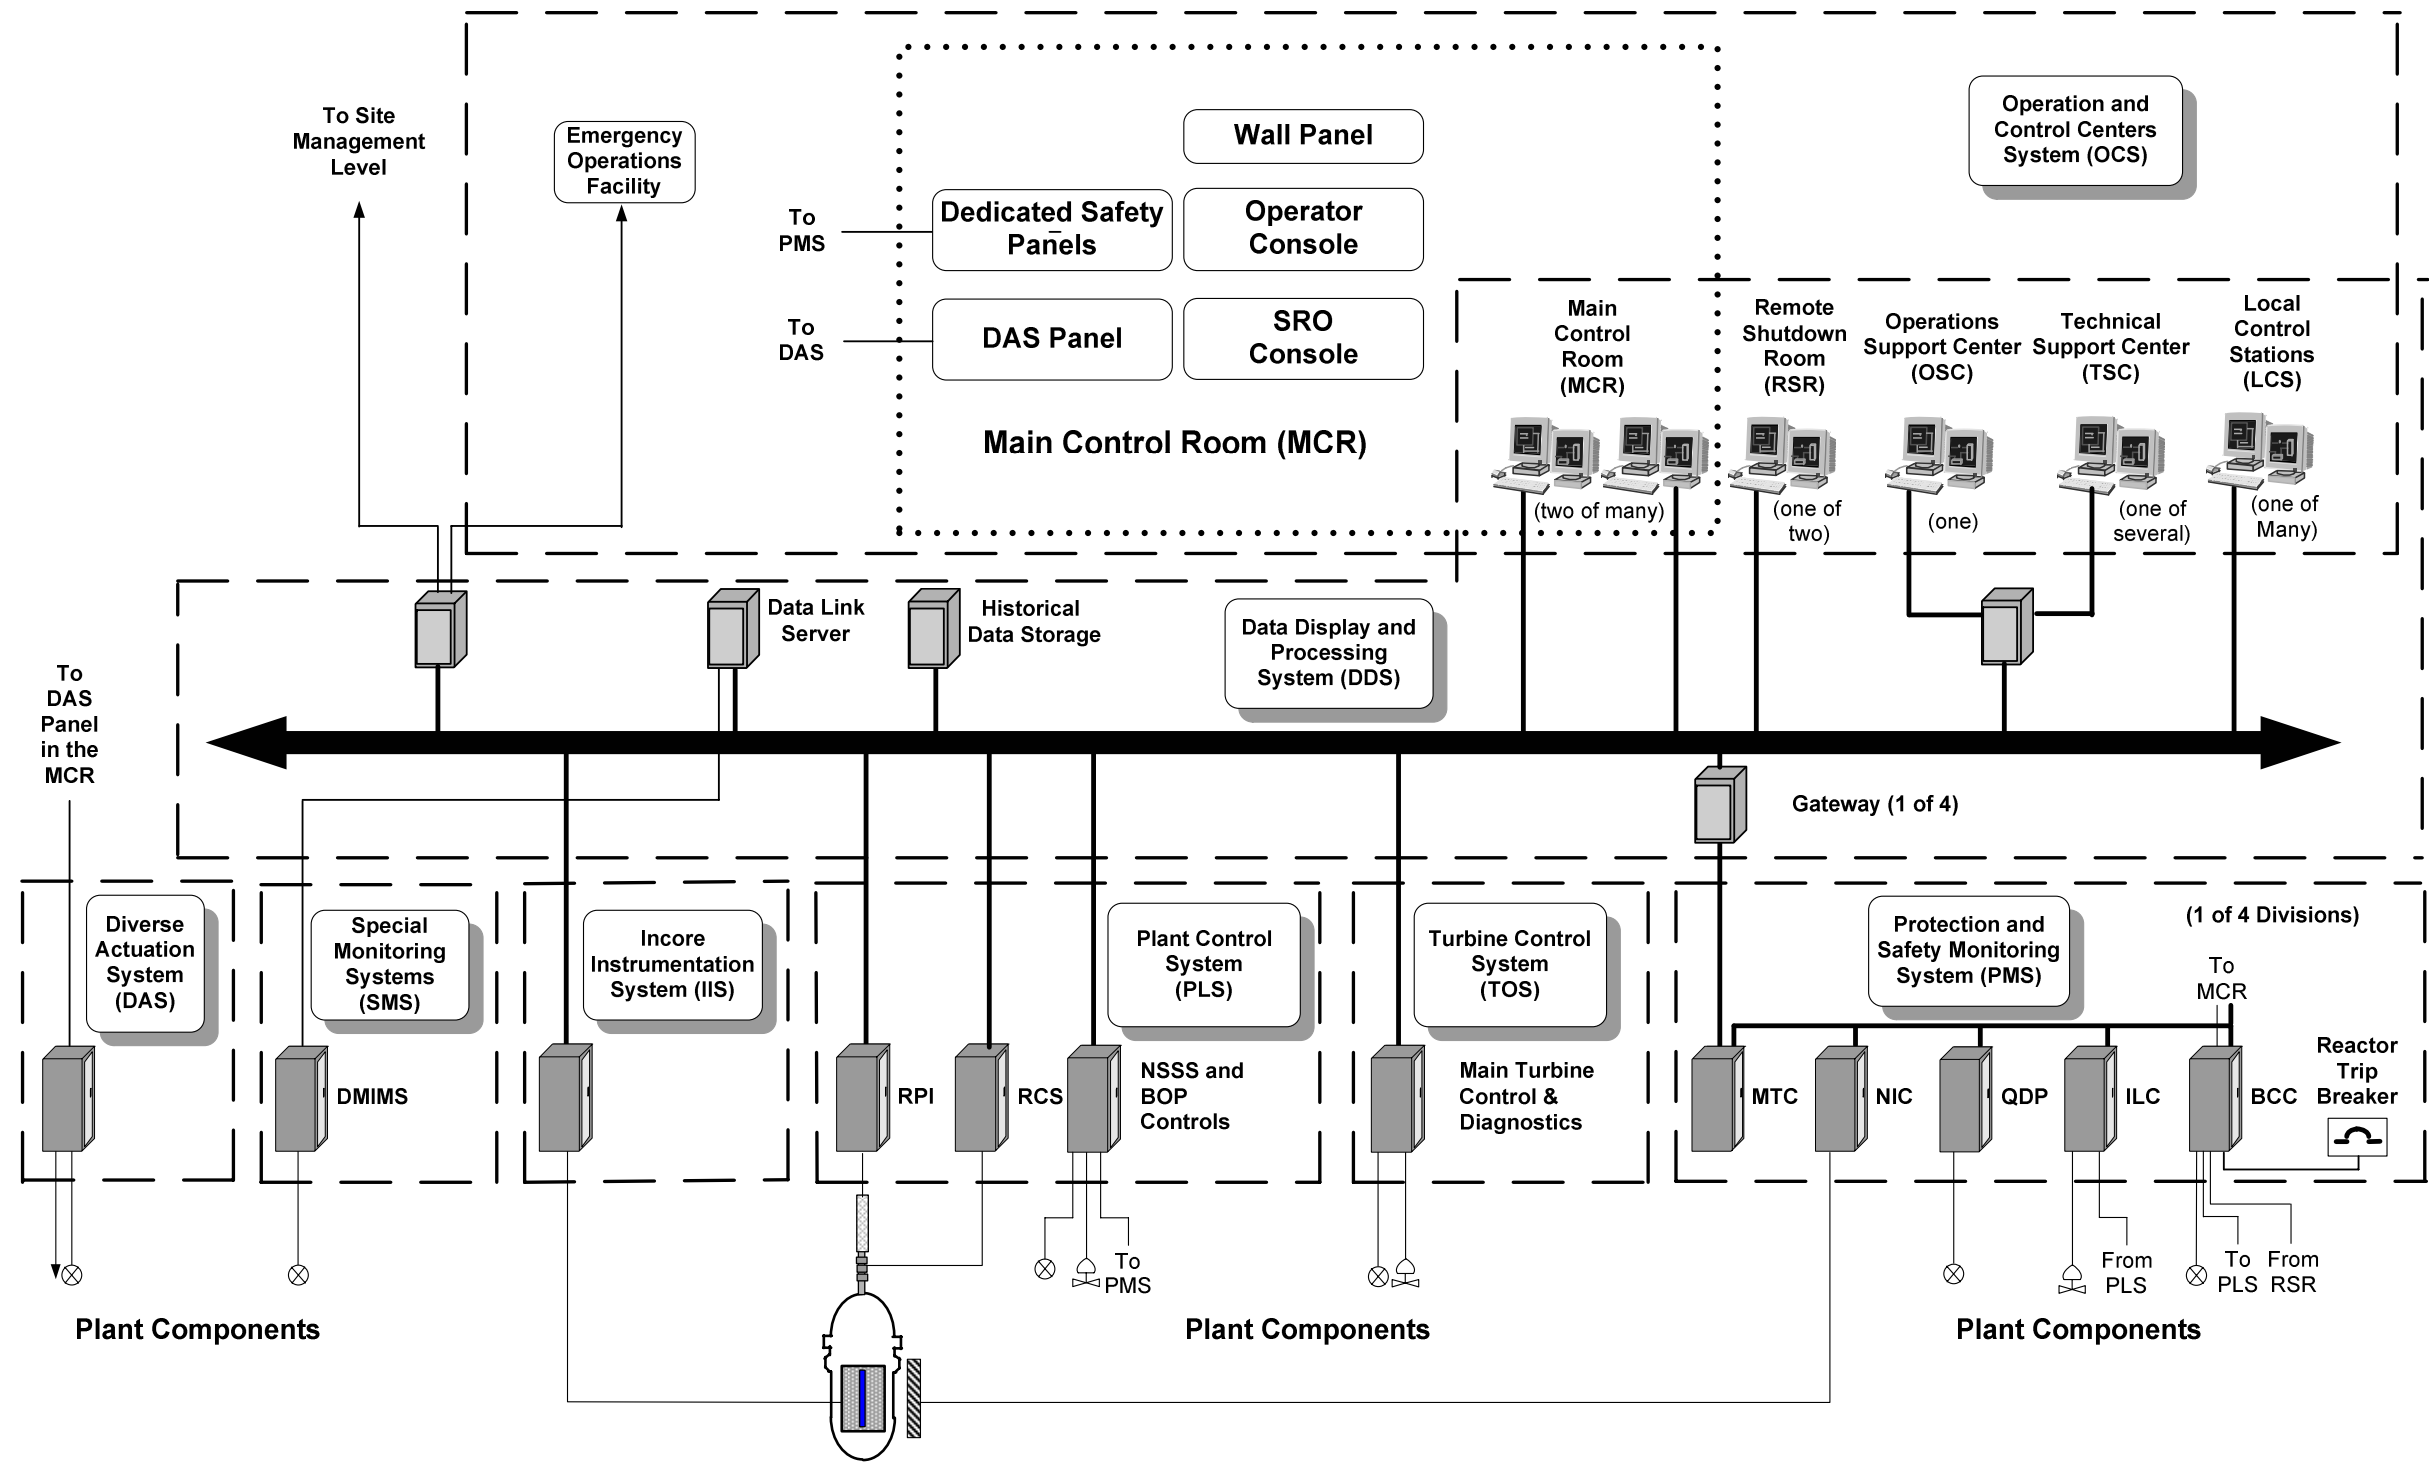 To Site
Management
Level
Emergency
Operations
Facility
Wall Panel
Operation and
Control Centers
System (OCS)
To
PMS
Dedicated Safety
Panels
Operator
Console
To
DAS
DAS Panel
SRO
Console
Main Control Room (MCR)
Main
Control
Room
(MCR)
Remote
Shutdown
Room
(RSR)
Operations
Support Center
(OSC)
Technical
Support Center
(TSC)
Local
Control
Stations
(LCS)
(two of many)
(one of
two)
(one)
(one of
several)
(one of
Many)
Data Link
Server
Historical
Data Storage
Data Display and
Processing
System (DDS)
To
DAS
Panel
in the
MCR
Gateway (1 of 4)
Diverse
Actuation
System
(DAS)
Special
Monitoring
Systems
(SMS)
Incore
Instrumentation
System (IIS)
Plant Control
System
(PLS)
Turbine Control
System
(TOS)
Protection and
Safety Monitoring
System (PMS)
(1 of 4 Divisions)
To
MCR
DMIMS
RPI
RCS
NSSS and
BOP
Controls
Main Turbine
Control &
Diagnostics
MTC
NIC
QDP
ILC
BCC
Reactor
Trip
Breaker
To
PMS
From
PLS
To
PLS
From
RSR
Plant Components
Plant Components
Plant Components